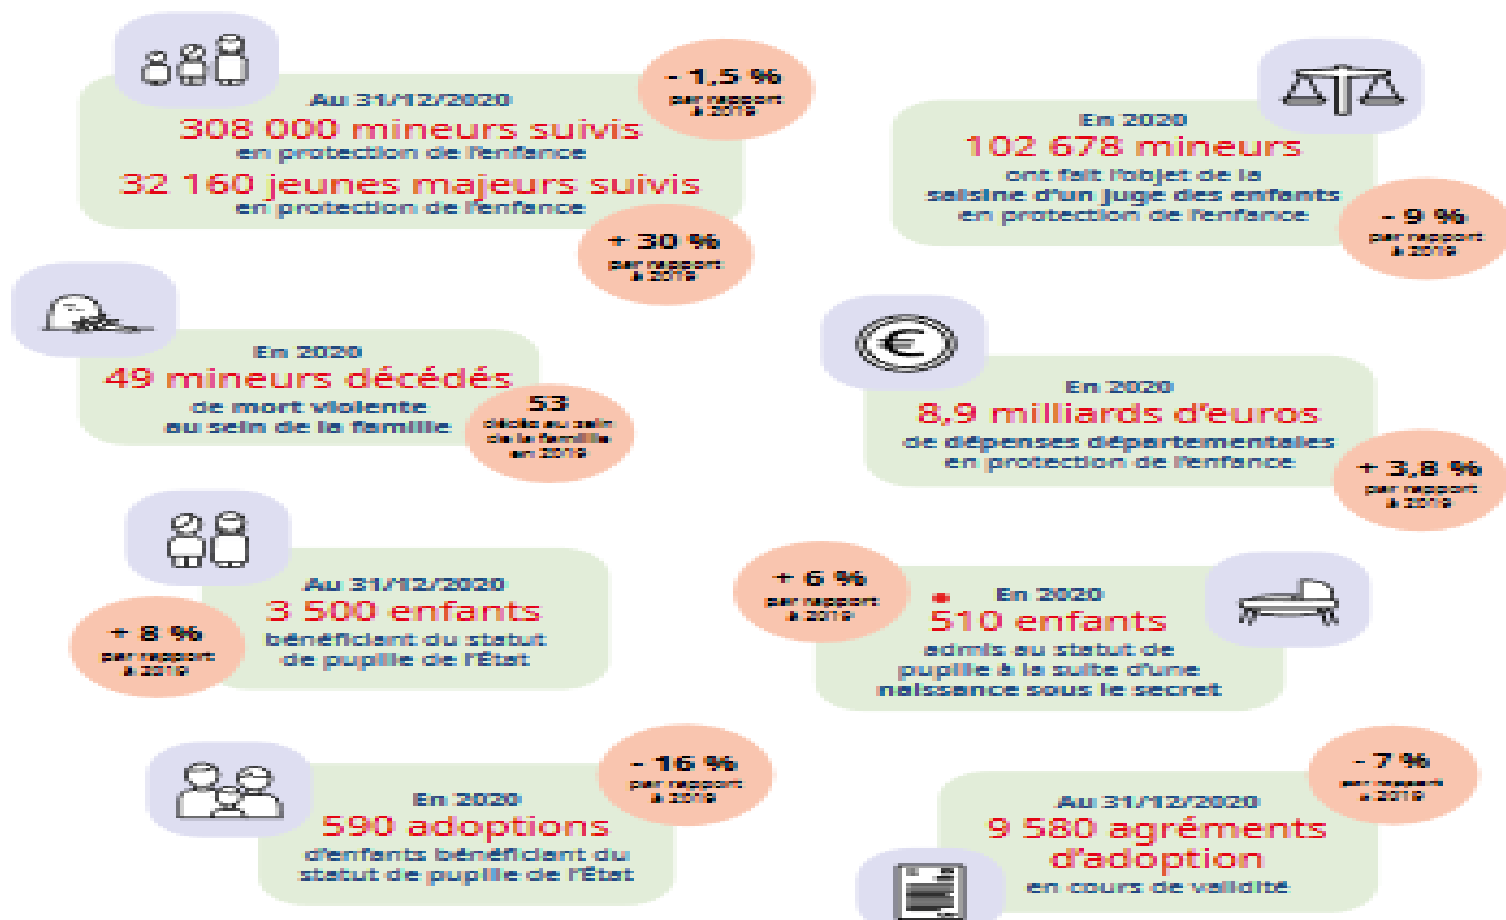 - 1,5 %
par rapport
à 2019
Au 31/12/2020
308 000 mineurs suivis
en protection de l'enfance
32 160 jeunes majeurs suivis
en protection de l'enfance
+ 30 %
par rapport
à 2019
En 2020
102 678 mineurs
ont fait l'objet de la
saisine d'un juge des enfants
en protection de l'enfance
- 9 %
par rapport
à 2019
En 2020
49 mineurs décédés
de mort violente
au sein de la famille
53
décès au sein
de la famille
en 2019
En 2020
8,9 milliards d'euros
de dépenses départementales
en protection de l'enfance
+ 3,8 %
par rapport
à 2019
Au 31/12/2020
3 500 enfants
bénéficiant du statut
de pupille de l'État
+ 8 %
par rapport
à 2019
+ 6 %
par rapport
à 2019
En 2020
510 enfants
admis au statut de
pupille à la suite d'une
naissance sous le secret
- 16 %
par rapport
à 2019
En 2020
590 adoptions
d'enfants bénéficiant du
statut de pupille de l'État
- 7 %
par rapport
à 2019
Au 31/12/2020
9 580 agréments
d'adoption
en cours de validité